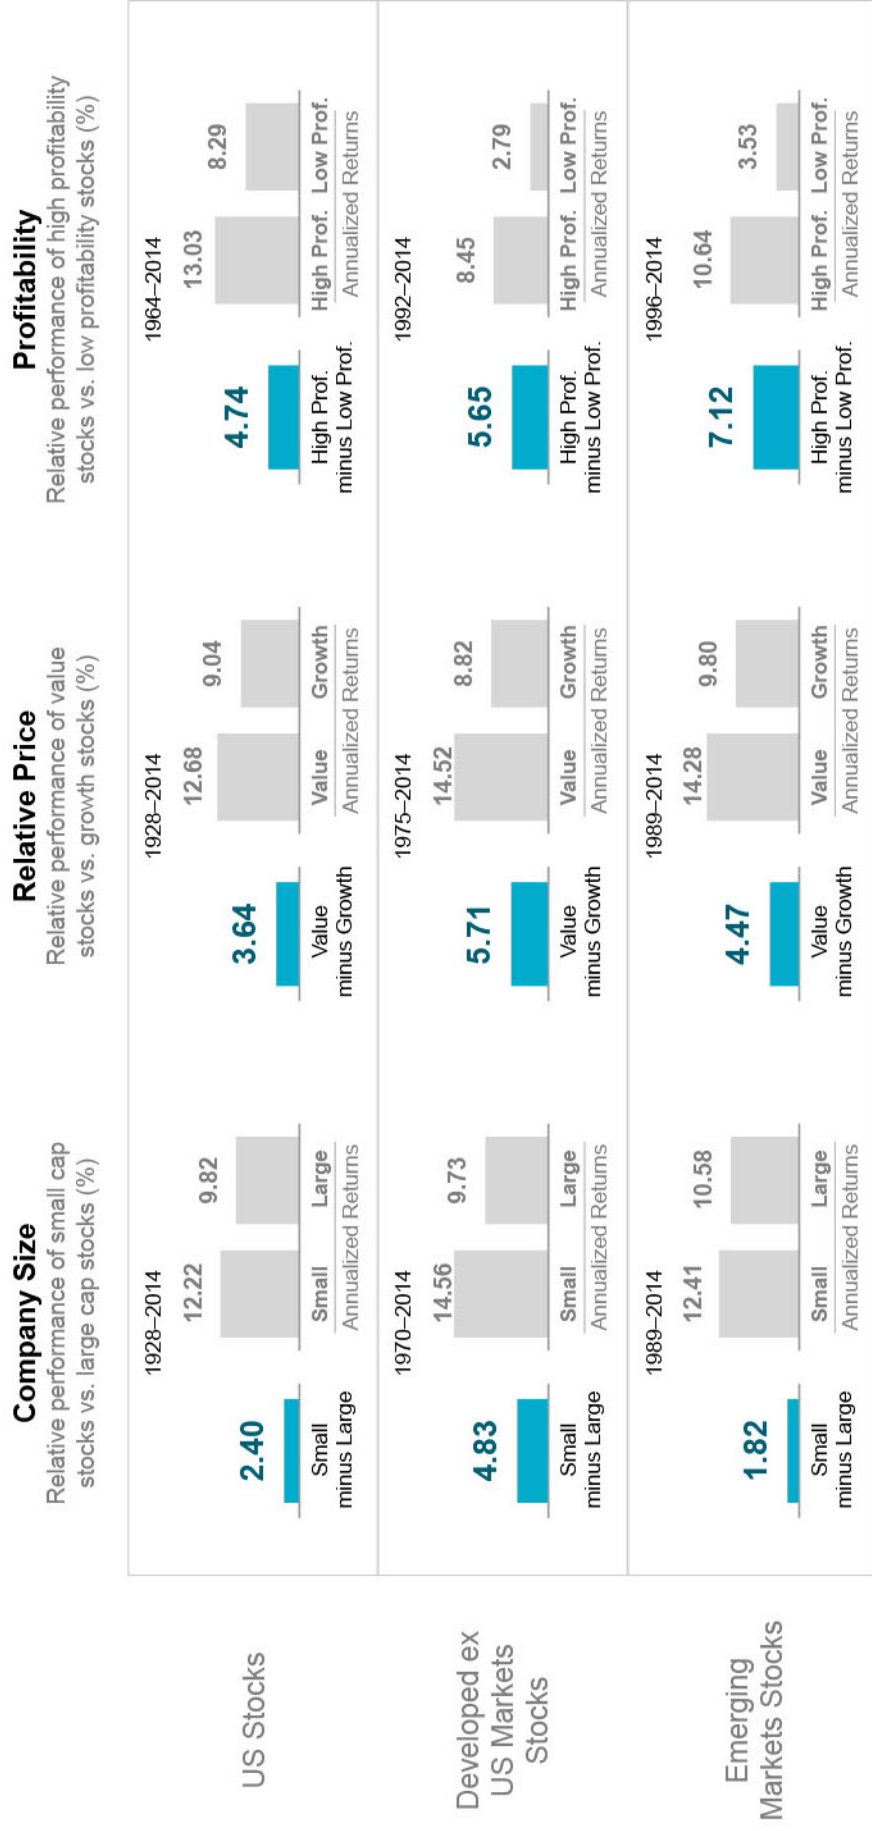 Company Size
Relative performance of small cap
stocks vs. large cap stocks (%)
Relative Price
Relative performance of value
stocks vs. growth stocks (%)
Profitability
Relative performance of high profitability
stocks vs. low profitability stocks (%)
US Stocks
1928–2014
2.40
12.22
9.82
Small
minus Large
Small
Large
Annualized Returns
1928–2014
3.64
12.68
9.04
Value
minus Growth
Value
Growth
Annualized Returns
1964–2014
4.74
13.03
8.29
High Prof.
minus Low Prof.
High Prof.
Low Prof.
Annualized Returns
Developed ex
US Markets
Stocks
1970–2014
4.83
14.56
9.73
Small
minus Large
Small
Large
Annualized Returns
1975–2014
5.71
14.52
8.82
Value
minus Growth
Value
Growth
Annualized Returns
1992–2014
5.65
8.45
2.79
High Prof.
minus Low Prof.
High Prof.
Low Prof.
Annualized Returns
Emerging
Markets Stocks
1989–2014
1.82
12.41
10.58
Small
minus Large
Small
Large
Annualized Returns
1989–2014
4.47
14.28
9.80
Value
minus Growth
Value
Growth
Annualized Returns
1996–2014
7.12
10.64
3.53
High Prof.
minus Low Prof.
High Prof.
Low Prof.
Annualized Returns